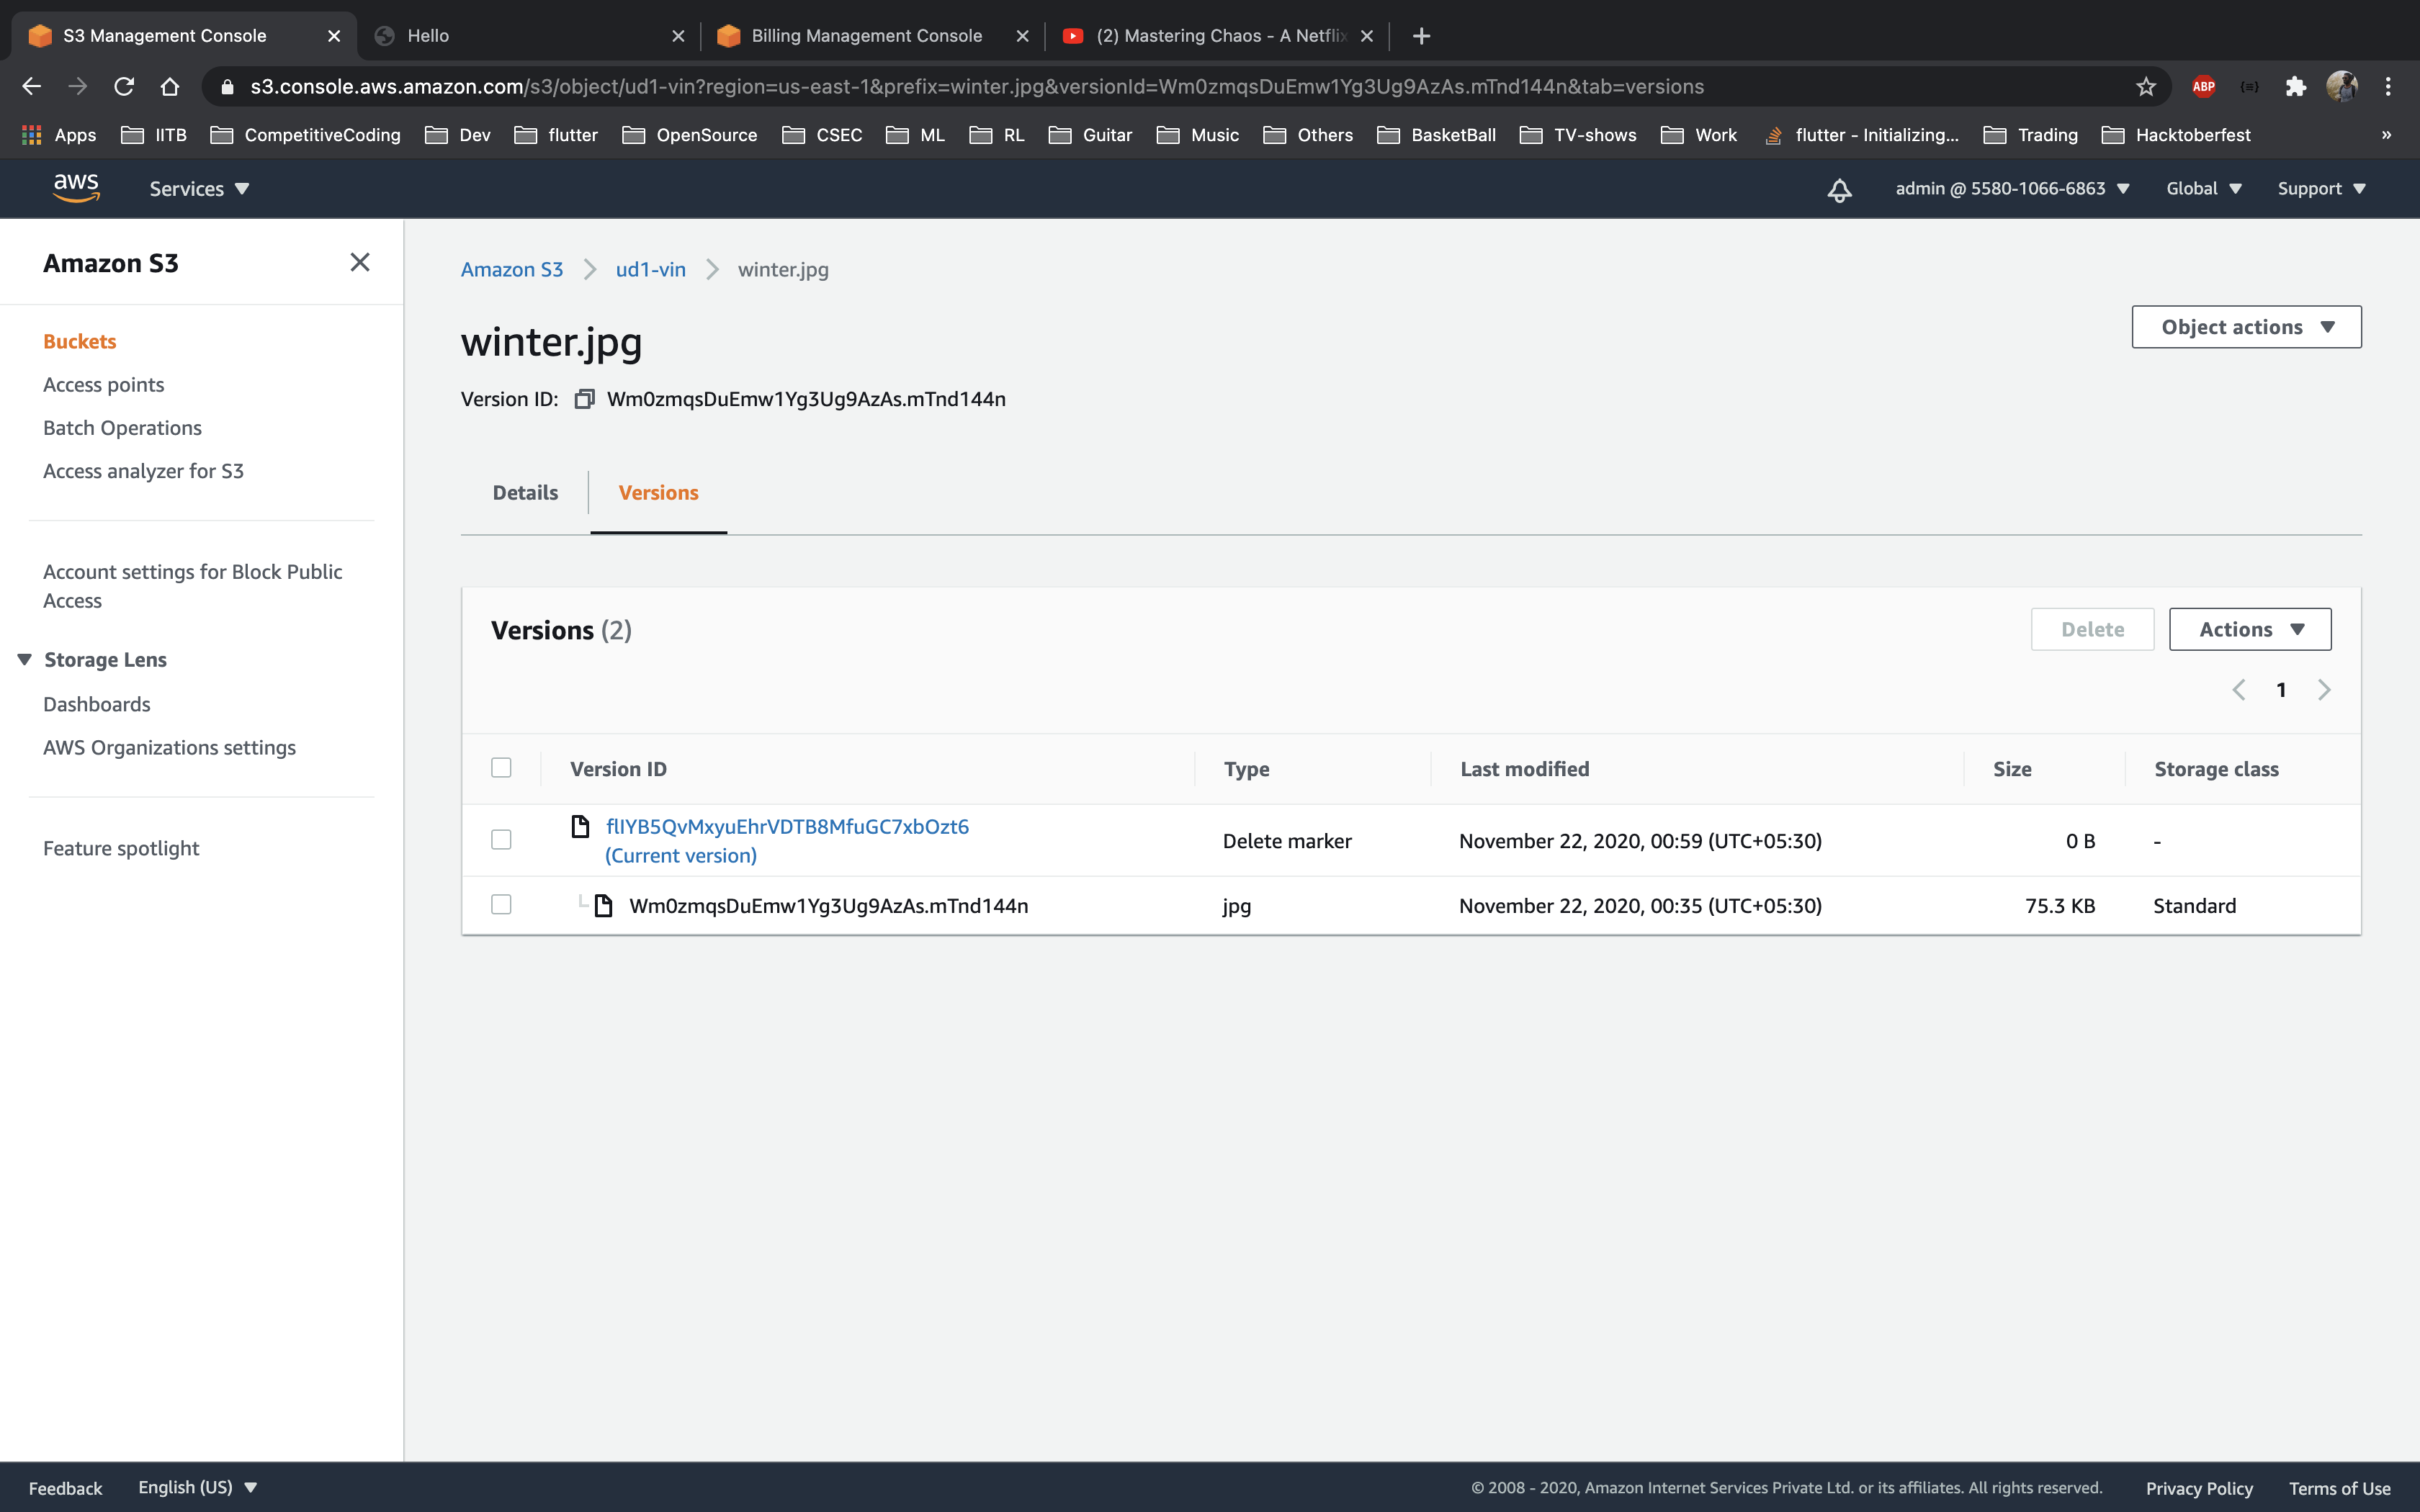 S3 Management Console
Hello
Billing Management Console
(2) Mastering Chaos - A Netflix
s3.console.aws.amazon.com/s3/object/ud1-vin?region=us-east-1&prefix=winter.jpg&versionId=Wm0zmqsDuEmw1Yg3Ug9AzAs.mTnd144n&tab=versions
ABP
Apps
IITB
CompetitiveCoding
Dev
flutter
OpenSource
CSEC
ML
RL
Guitar
Music
Others
BasketBall
TV-shows
Work
flutter - Initializing...
Trading
Hacktoberfest
»
aws
Services
admin @ 5580-1066-6863
Global
Support
Amazon S3
Buckets
Access points
Batch Operations
Access analyzer for S3
Account settings for Block Public
Access
Storage Lens
Dashboards
AWS Organizations settings
Feature spotlight
Amazon S3
ud1-vin
winter.jpg
winter.jpg
Object actions
Version ID: Wm0zmqsDuEmw1Yg3Ug9AzAs.mTnd144n
Details
Versions
Versions (2)
Delete
Actions
1
Version ID
Type
Last modified
Size
Storage class
flIYB5QvMxyuEhrVDTB8MfuGC7xbOzt6
(Current version)
Delete marker
November 22, 2020, 00:59 (UTC+05:30)
0 B
-
Wm0zmqsDuEmw1Yg3Ug9AzAs.mTnd144n
jpg
November 22, 2020, 00:35 (UTC+05:30)
75.3 KB
Standard
Feedback
English (US)
© 2008 - 2020, Amazon Internet Services Private Ltd. or its affiliates. All rights reserved.
Privacy Policy
Terms of Use